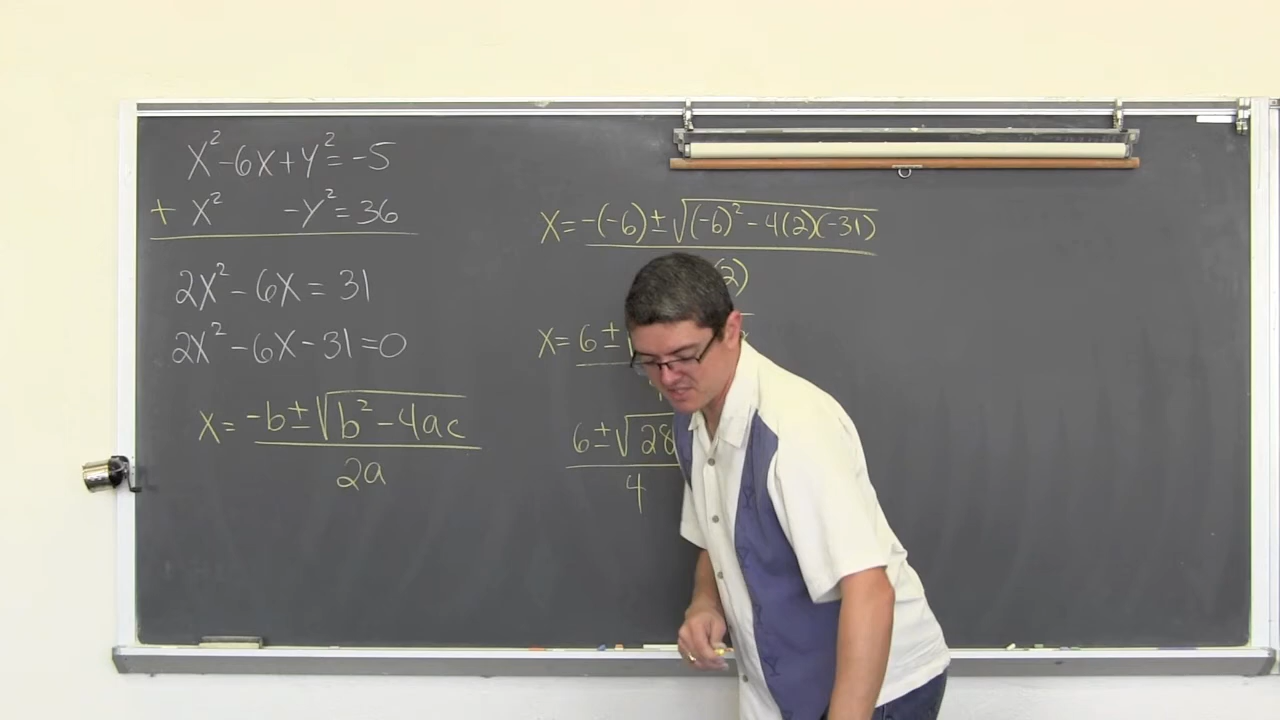 x²-6x+y²=-5
+ x² -y²=36
2x²-6x=31
2x²-6x-31=0
x=-b±√b²-4ac
2a
x=-(-6)±√(-6)²-4(2)(-31)
(2)
x=6±
6±√28
4